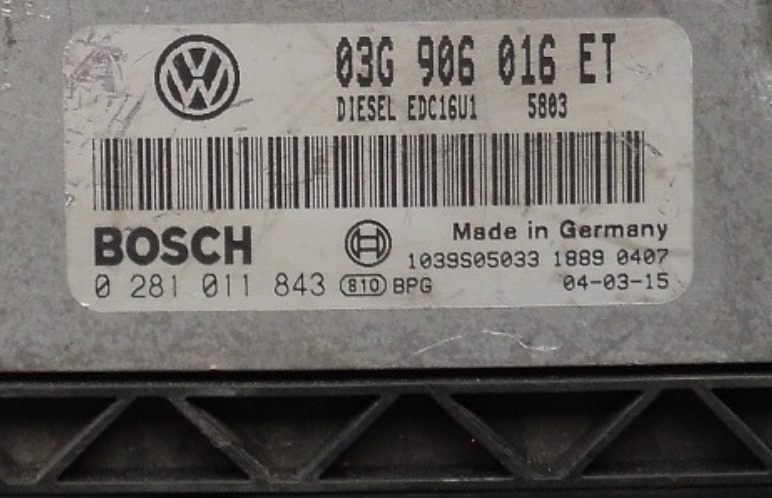 03G 906 016 ET
DIESEL EDC16U1 5803
BOSCH
Made in Germany
1039S05033 1889 0407
0 281 011 843 810 BPG 04-03-15